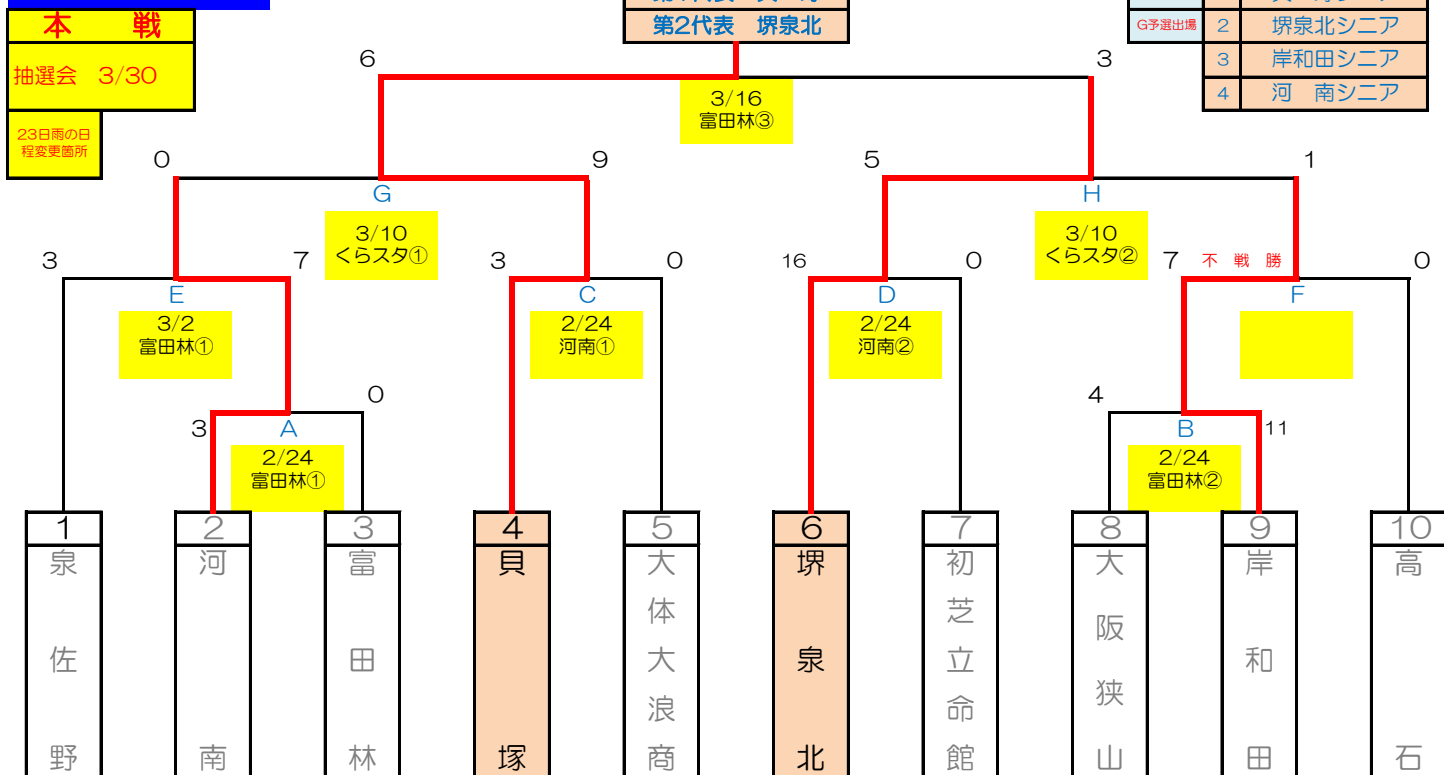 第2代表 堺泉北
本 戦
抽選会 3/30
23日雨の日
程変更箇所
G予選出場 2 堺泉北シニア
3 岸和田シニア
4 河 南シニア
6 3
3/16
富田林③
0 9 5 1
G H
3/10
くらスタ①
3/10
くらスタ②
3 7 3 0 16 0 7 不 戦 勝 0
E C D F
3/2
富田林①
2/24
河南①
2/24
河南②
3 0 4 11
A B
2/24
富田林①
2/24
富田林②
1 2 3 4 5 6 7 8 9 10
泉佐野
河南
富田林
貝塚
大体大浪商
堺泉北
初芝立命館
大阪狭山
岸和田
高石